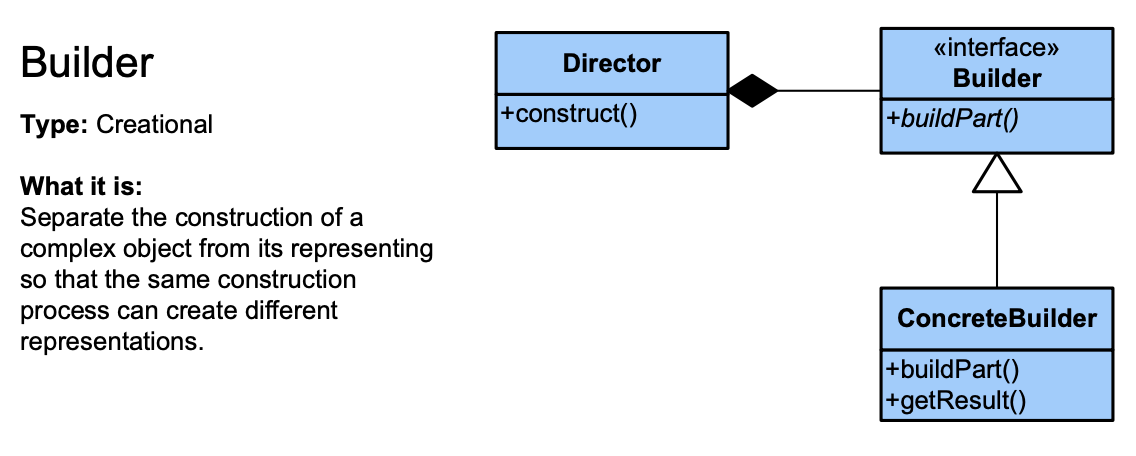 Builder
Type: Creational
What it is:
Separate the construction of a
complex object from its representing
so that the same construction
process can create different
representations.
Director
+construct()
«interface»
Builder
+buildPart()
ConcreteBuilder
+buildPart()
+getResult()